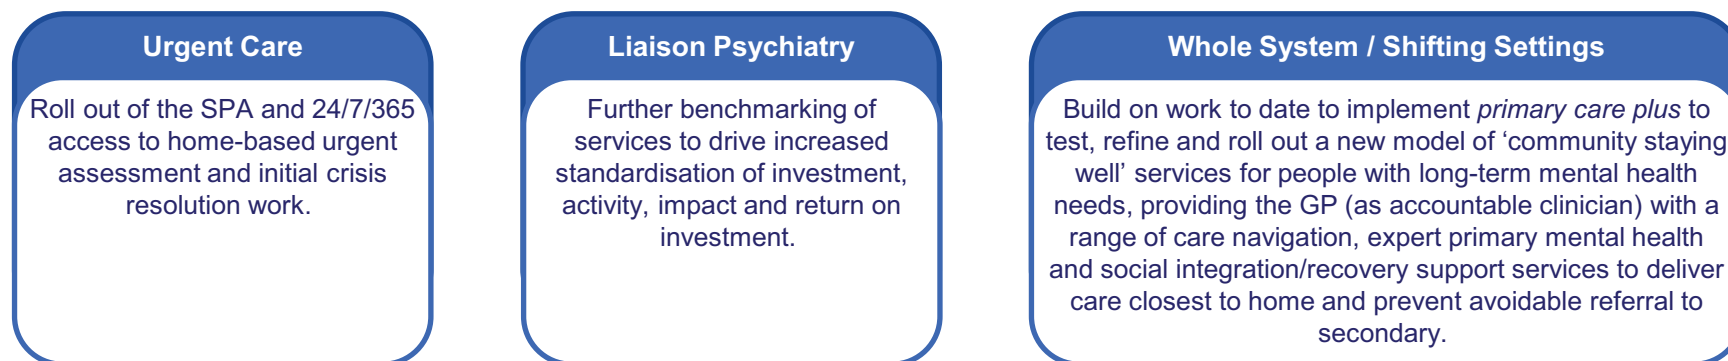 Urgent Care
Roll out of the SPA and 24/7/365
access to home-based urgent
assessment and initial crisis
resolution work.
Liaison Psychiatry
Further benchmarking of
services to drive increased
standardisation of investment,
activity, impact and return on
investment.
Whole System / Shifting Settings
Build on work to date to implement primary care plus to
test, refine and roll out a new model of ‘community staying
well’ services for people with long-term mental health
needs, providing the GP (as accountable clinician) with a
range of care navigation, expert primary mental health
and social integration/recovery support services to deliver
care closest to home and prevent avoidable referral to
secondary.